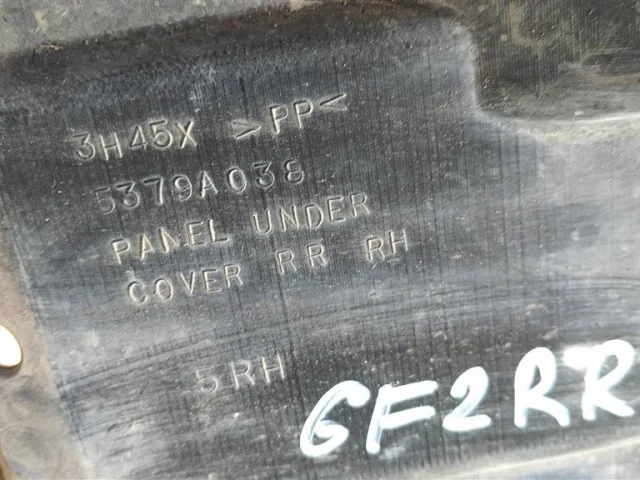 3H45X >PP<
5379A038
PANEL UNDER
COVER RR RH
5RH
GF2RR